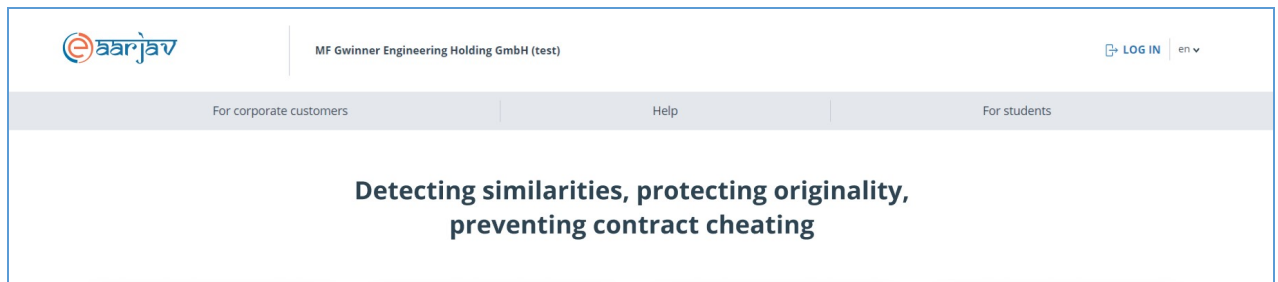 eaarjav
MF Gwinner Engineering Holding GmbH (test)
LOG IN
en
For corporate customers
Help
For students
Detecting similarities, protecting originality,
preventing contract cheating